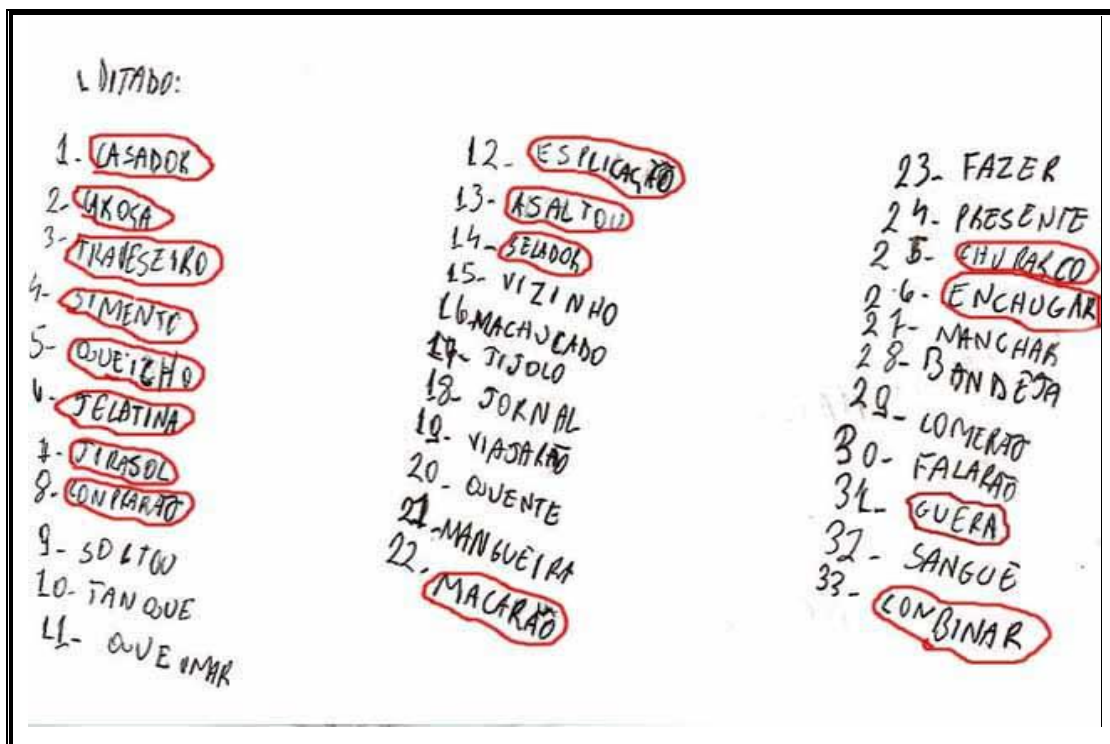 1 DITADO:
1- CASADOR
2- CAROSA
3- TRAVESEIRO
4- SIMENTO
5- QUEICHO
6- JELATINA
7- JIRASOL
8- CONPRARÃO
9- SOLTOU
10- TANQUE
11- QUEIMAR
12- ESPLICAÇÃO
13- ASALTOU
14- SELADOR
15- VIZINHO
16. MACHUCADO
17- TIJOLO
18- JORNAL
19- VIAJARÃO
20- QUENTE
21- MANGUEIRA
22. MACARÃO
23- FAZER
24- PRESENTE
25- CHURASCO
26- ENCHUGAR
27- MANCHAR
28- BANDEJA
29- COMERÃO
30- FALARÃO
31- GUERA
32- SANGUE
33- CONBINAR